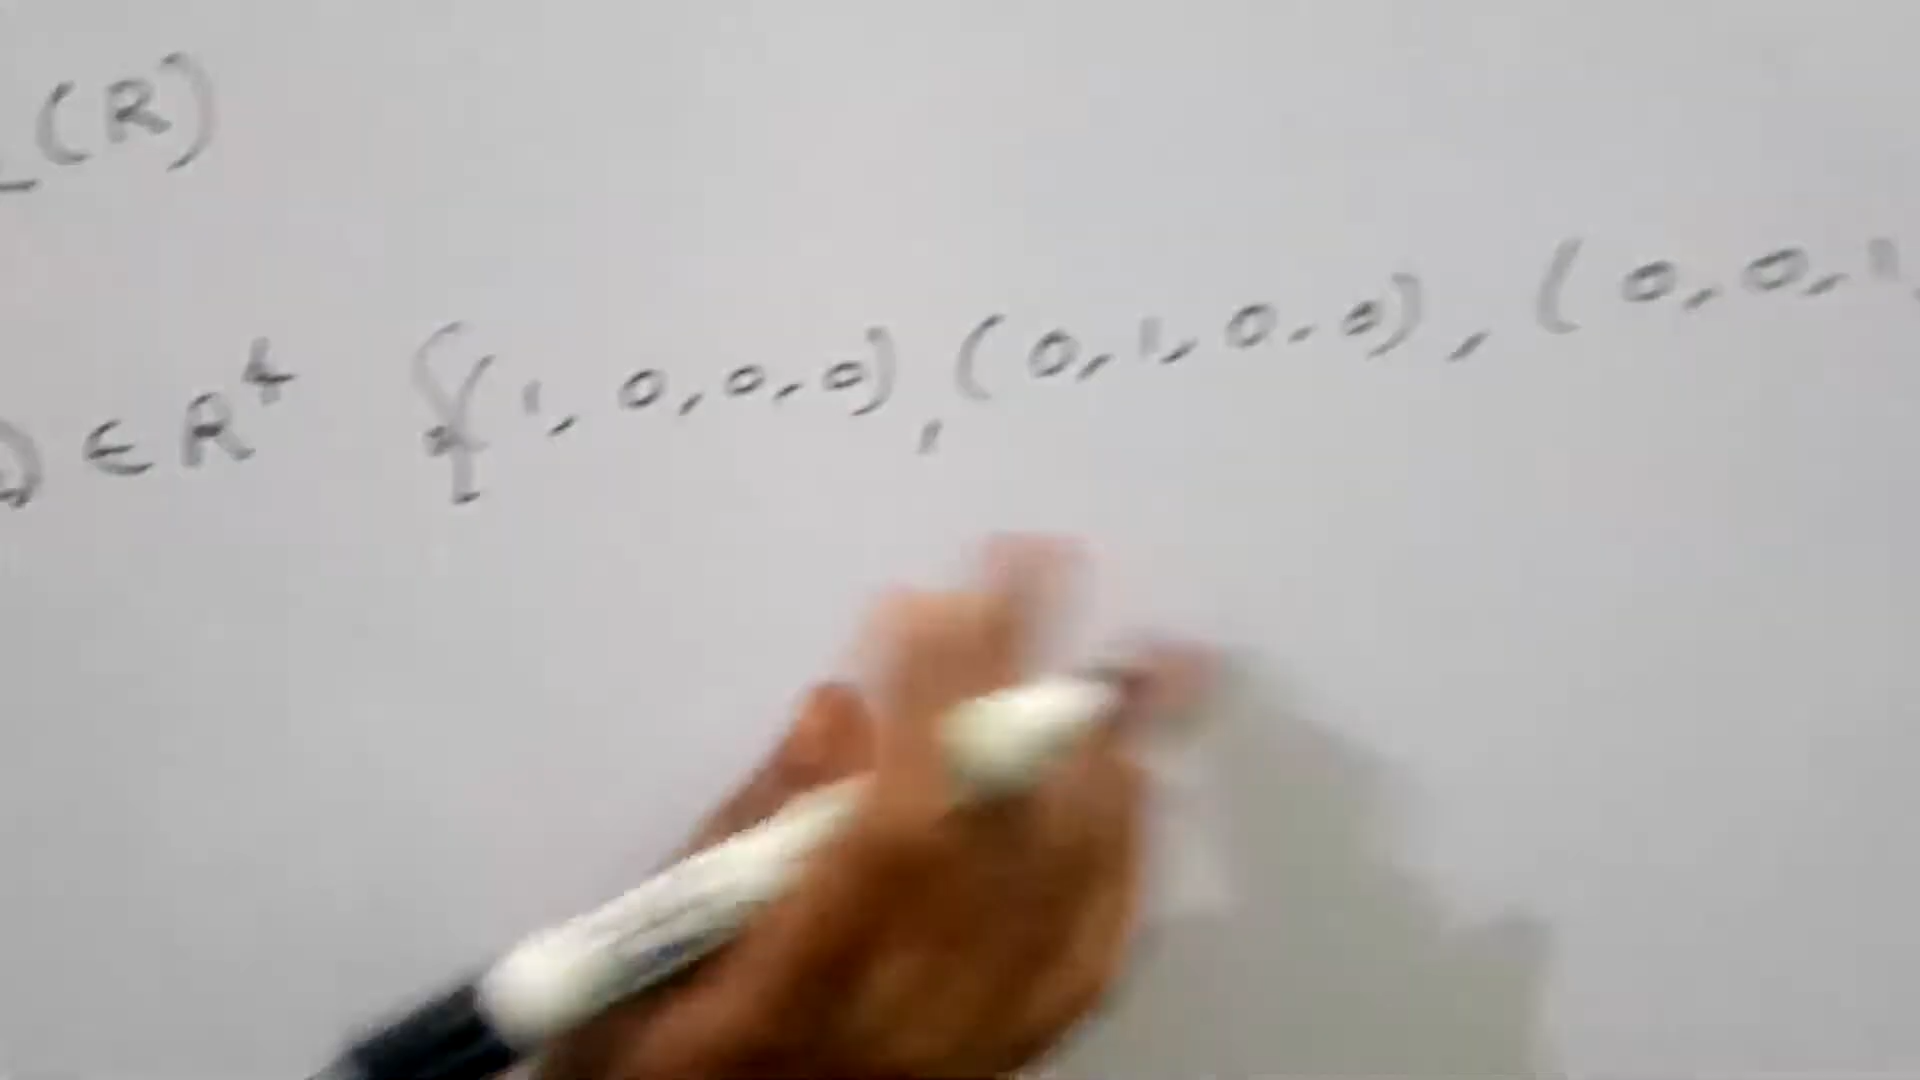 (R)
) ∈ R⁴ {(1, 0, 0, 0), (0, 1, 0, 0), (0, 0, 1,